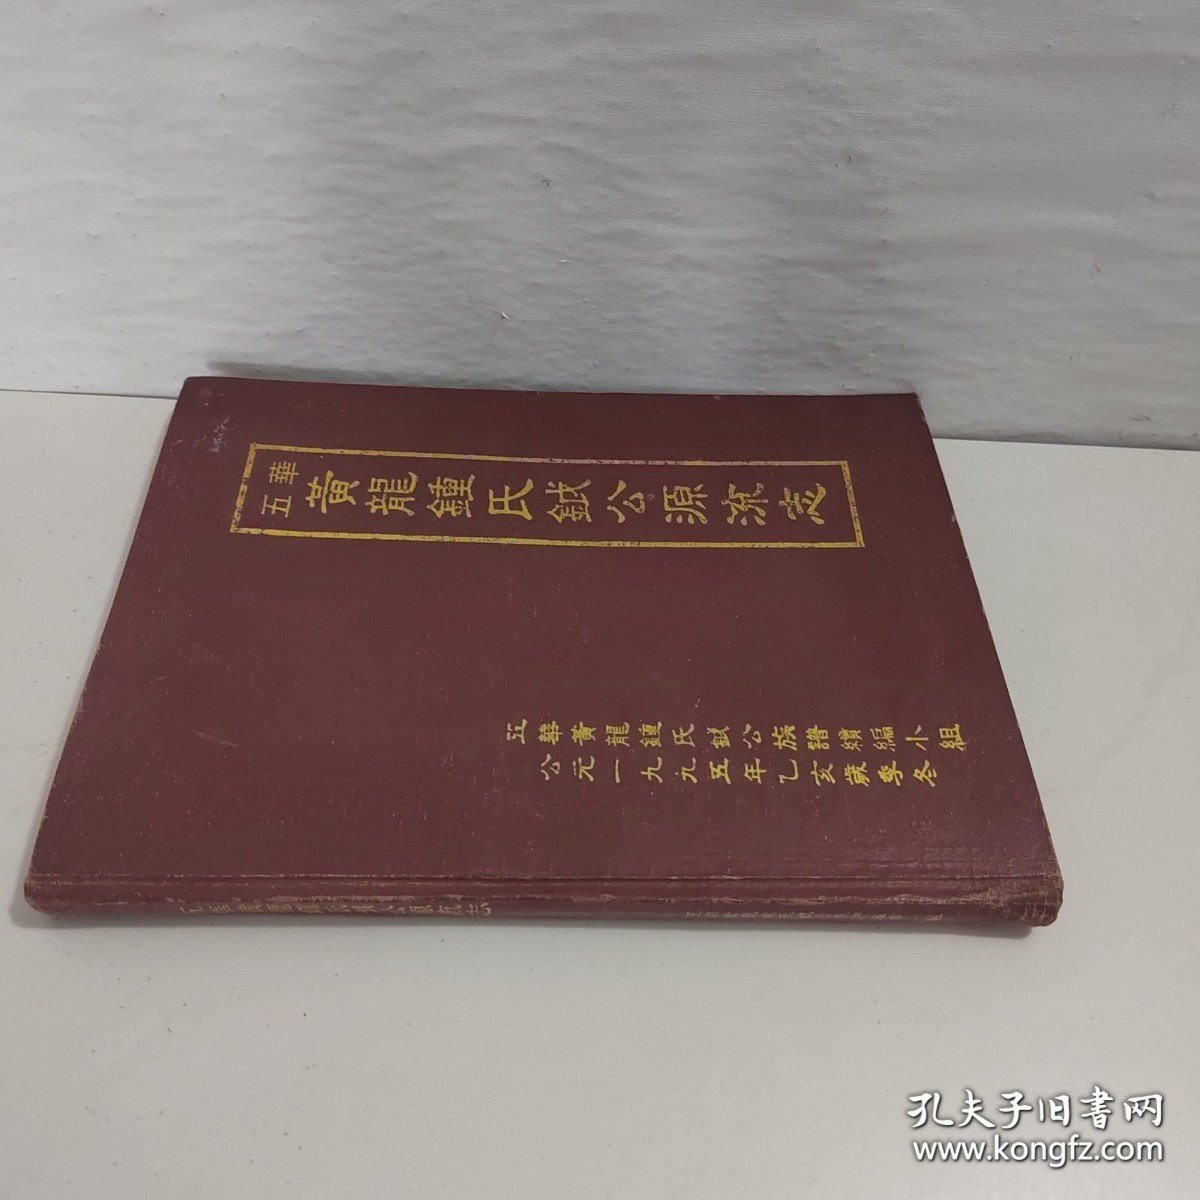 五華
黃龍鍾氏鉞公源流志
五華黃龍鍾氏鉞公族譜續編小組
公元一九九五年乙亥歲季冬
孔夫子旧书网
www.kongfz.com